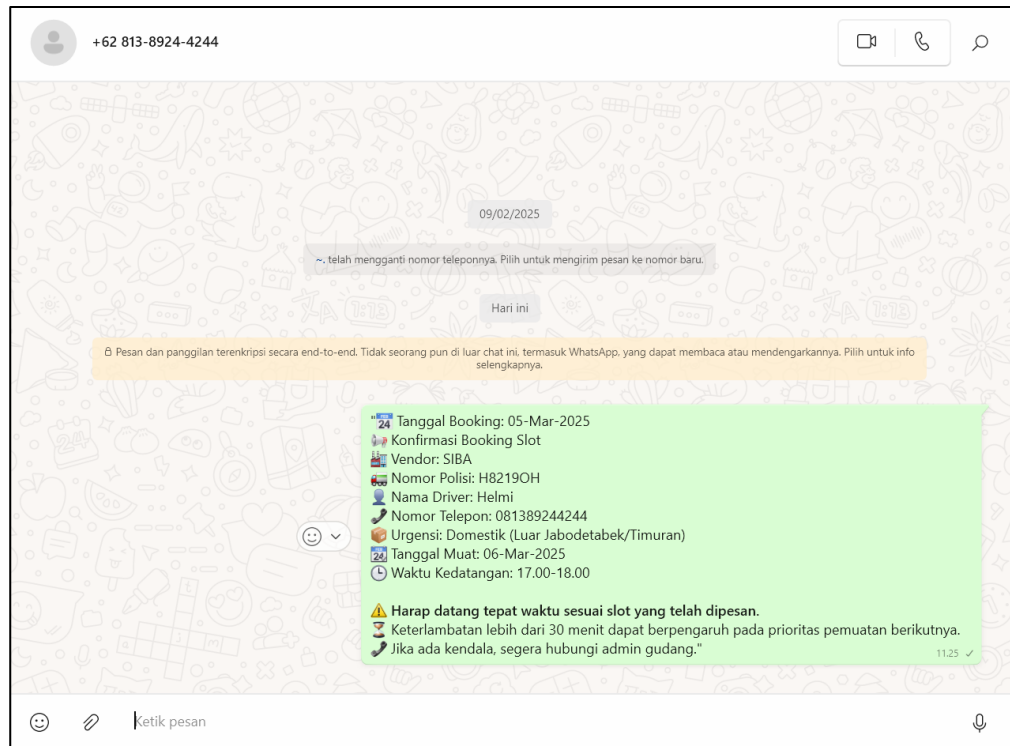 +62 813-8924-4244
09/02/2025
~. telah mengganti nomor teleponnya. Pilih untuk mengirim pesan ke nomor baru.
Hari ini
Pesan dan panggilan terenkripsi secara end-to-end. Tidak seorang pun di luar chat ini, termasuk WhatsApp, yang dapat membaca atau mendengarkannya. Pilih untuk info
selengkapnya.
"📅 Tanggal Booking: 05-Mar-2025
📢 Konfirmasi Booking Slot
🏭 Vendor: SIBA
🚛 Nomor Polisi: H8219OH
👤 Nama Driver: Helmi
📞 Nomor Telepon: 081389244244
📦 Urgensi: Domestik (Luar Jabodetabek/Timuran)
📅 Tanggal Muat: 06-Mar-2025
🕒 Waktu Kedatangan: 17.00-18.00
⚠️ Harap datang tepat waktu sesuai slot yang telah dipesan.
⏳ Keterlambatan lebih dari 30 menit dapat berpengaruh pada prioritas pemuatan berikutnya.
📞 Jika ada kendala, segera hubungi admin gudang."
11.25
Ketik pesan